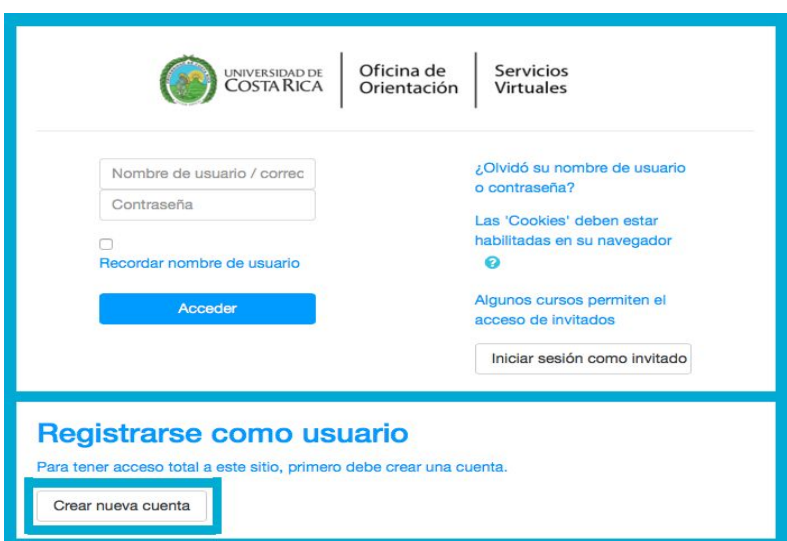 UNIVERSIDAD DE
COSTA RICA
Oficina de
Orientación
Servicios
Virtuales
Nombre de usuario / correc
Contraseña
Recordar nombre de usuario
Acceder
¿Olvidó su nombre de usuario
o contraseña?
Las 'Cookies' deben estar
habilitadas en su navegador
?
Algunos cursos permiten el
acceso de invitados
Iniciar sesión como invitado
Registrarse como usuario
Para tener acceso total a este sitio, primero debe crear una cuenta.
Crear nueva cuenta